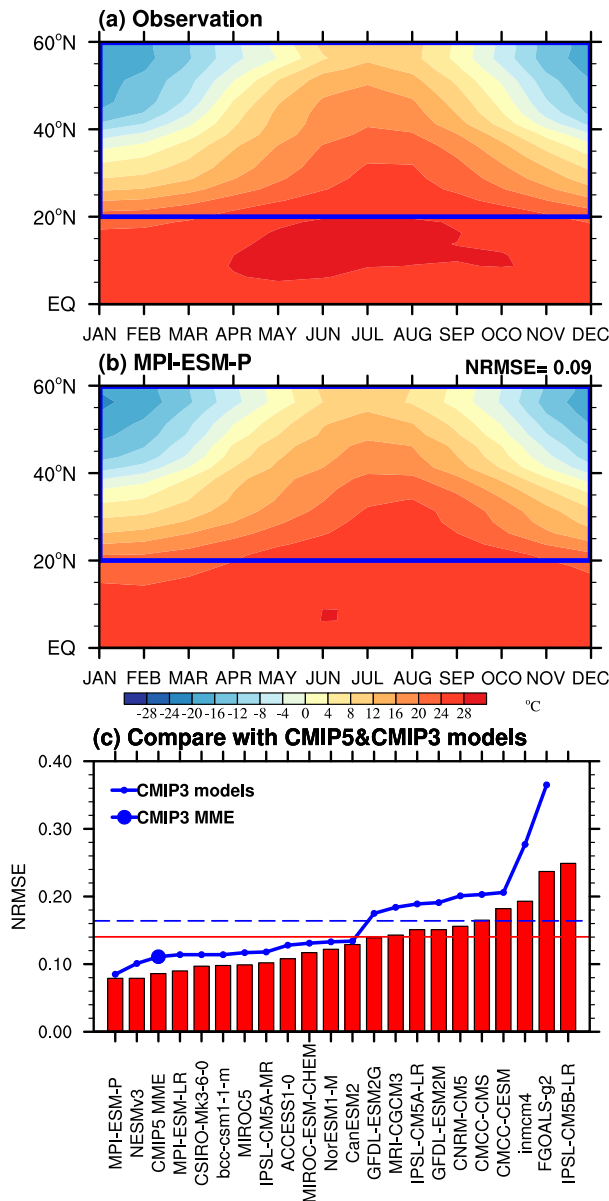 (a) Observation
60°N
40°N
20°N
EQ
JAN FEB MAR APR MAY JUN JUL AUG SEP OCO NOV DEC
(b) MPI-ESM-P NRMSE= 0.09
60°N
40°N
20°N
EQ
JAN FEB MAR APR MAY JUN JUL AUG SEP OCO NOV DEC
-28 -24 -20 -16 -12 -8 -4 0 4 8 12 16 20 24 28 °C
(c) Compare with CMIP5&CMIP3 models
0.40
0.30
0.20
0.10
0.00
NRMSE
CMIP3 models
CMIP3 MME
MPI-ESM-P
NESMv3
CMIP5 MME
MPI-ESM-LR
CSIRO-Mk3-6-0
bcc-csm1-1-m
MIROC5
IPSL-CM5A-MR
ACCESS1-0
MIROC-ESM-CHEM
NorESM1-M
CanESM2
GFDL-ESM2G
MRI-CGCM3
IPSL-CM5A-LR
GFDL-ESM2M
CNRM-CM5
CMCC-CMS
CMCC-CESM
inmcm4
FGOALS-g2
IPSL-CM5B-LR